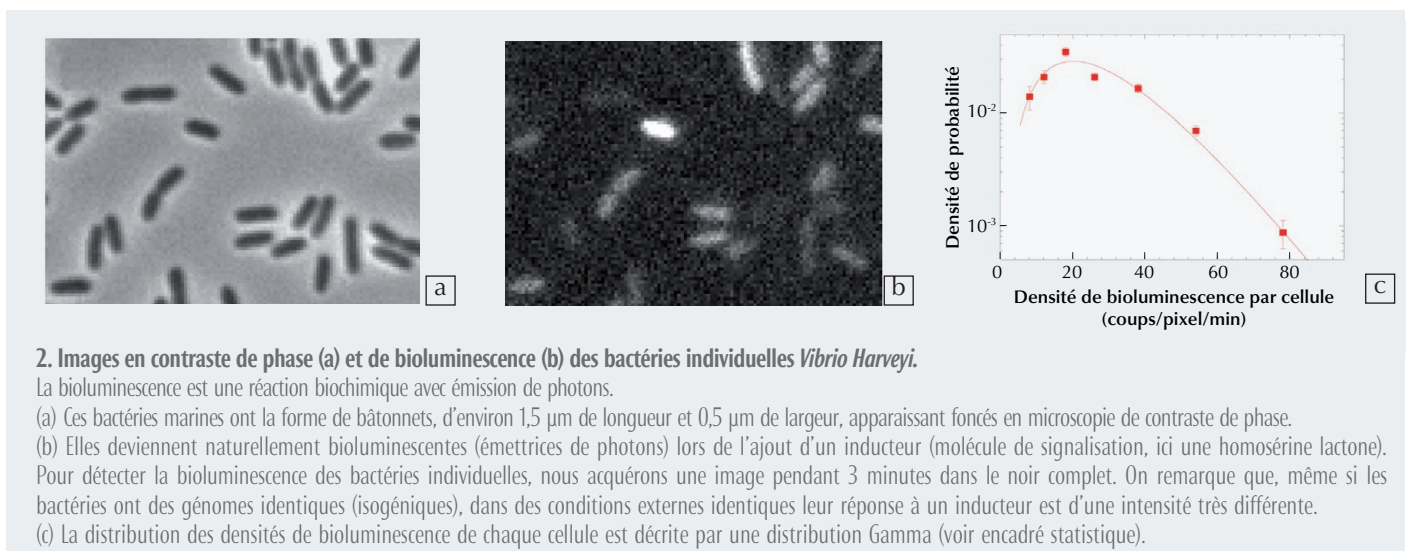 a
b
Densité de probabilité
10-2
10-3
0 20 40 60 80
Densité de bioluminescence par cellule
(coups/pixel/min)
c
2. Images en contraste de phase (a) et de bioluminescence (b) des bactéries individuelles Vibrio Harveyi.
La bioluminescence est une réaction biochimique avec émission de photons.
(a) Ces bactéries marines ont la forme de bâtonnets, d’environ 1,5 µm de longueur et 0,5 µm de largeur, apparaissant foncés en microscopie de contraste de phase.
(b) Elles deviennent naturellement bioluminescentes (émettrices de photons) lors de l’ajout d’un inducteur (molécule de signalisation, ici une homosérine lactone).
Pour détecter la bioluminescence des bactéries individuelles, nous acquérons une image pendant 3 minutes dans le noir complet. On remarque que, même si les
bactéries ont des génomes identiques (isogéniques), dans des conditions externes identiques leur réponse à un inducteur est d’une intensité très différente.
(c) La distribution des densités de bioluminescence de chaque cellule est décrite par une distribution Gamma (voir encadré statistique).